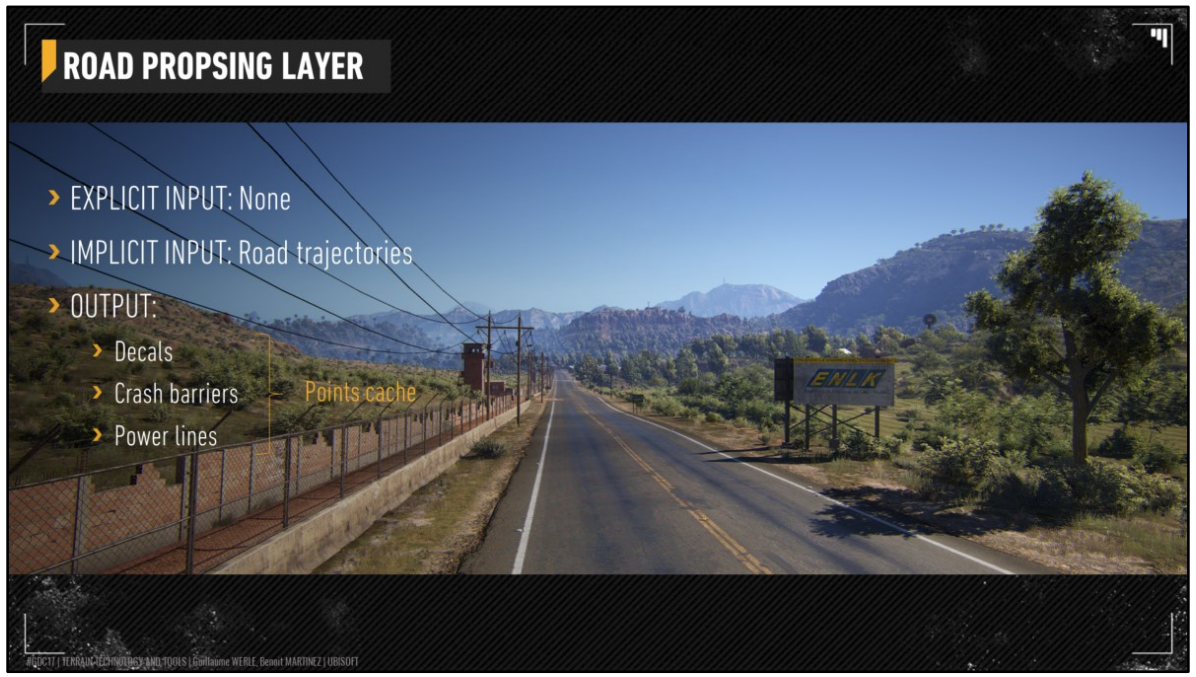 ROAD PROPSING LAYER
› EXPLICIT INPUT: None
› IMPLICIT INPUT: Road trajectories
› OUTPUT:
› Decals
› Crash barriers
› Power lines
Points cache
ENLK
#GDC17 | TERRAIN TECHNOLOGY AND TOOLS | Guillaume WERLE, Benoit MARTINEZ | UBISOFT